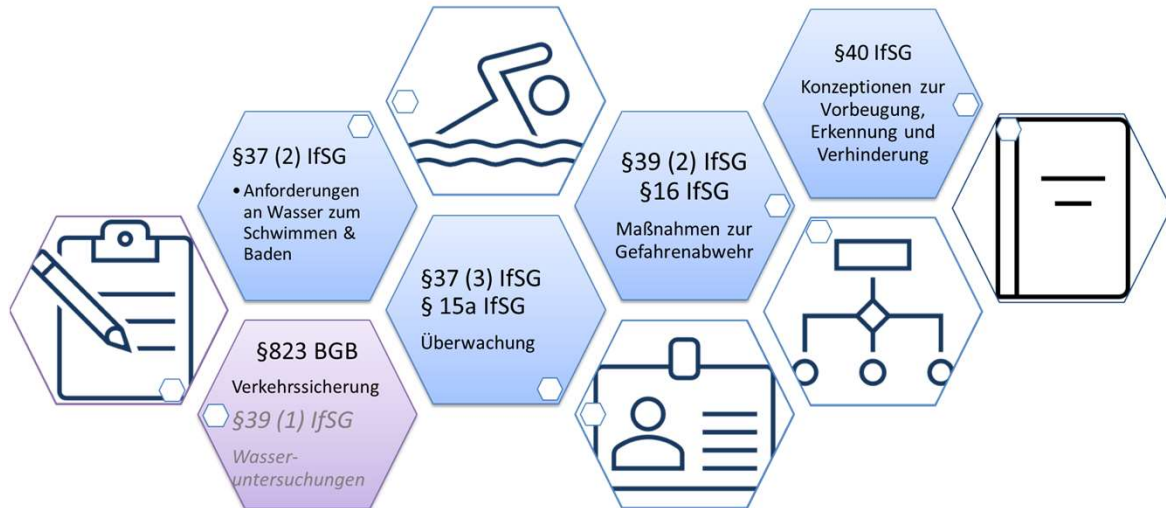 §37 (2) IfSG
• Anforderungen
an Wasser zum
Schwimmen &
Baden
§823 BGB
Verkehrssicherung
§39 (1) IfSG
Wasser-
untersuchungen
§37 (3) IfSG
§ 15a IfSG
Überwachung
§39 (2) IfSG
§16 IfSG
Maßnahmen zur
Gefahrenabwehr
§40 IfSG
Konzeptionen zur
Vorbeugung,
Erkennung und
Verhinderung